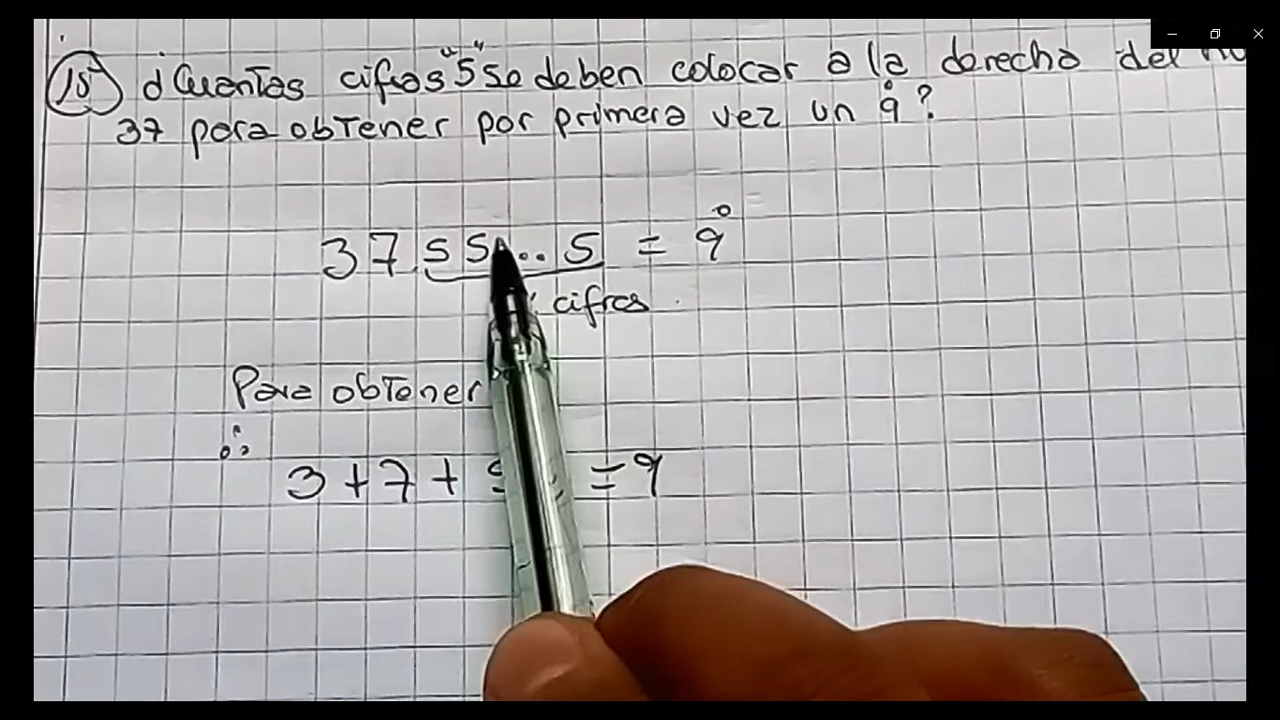 15) ¿Cuantas cifras "5" se deben colocar a la derecha del
37 para obtener por primera vez un 9̊?
37 55...5 = 9̊
cifras
Para obtener
∴
3+7+5 =9